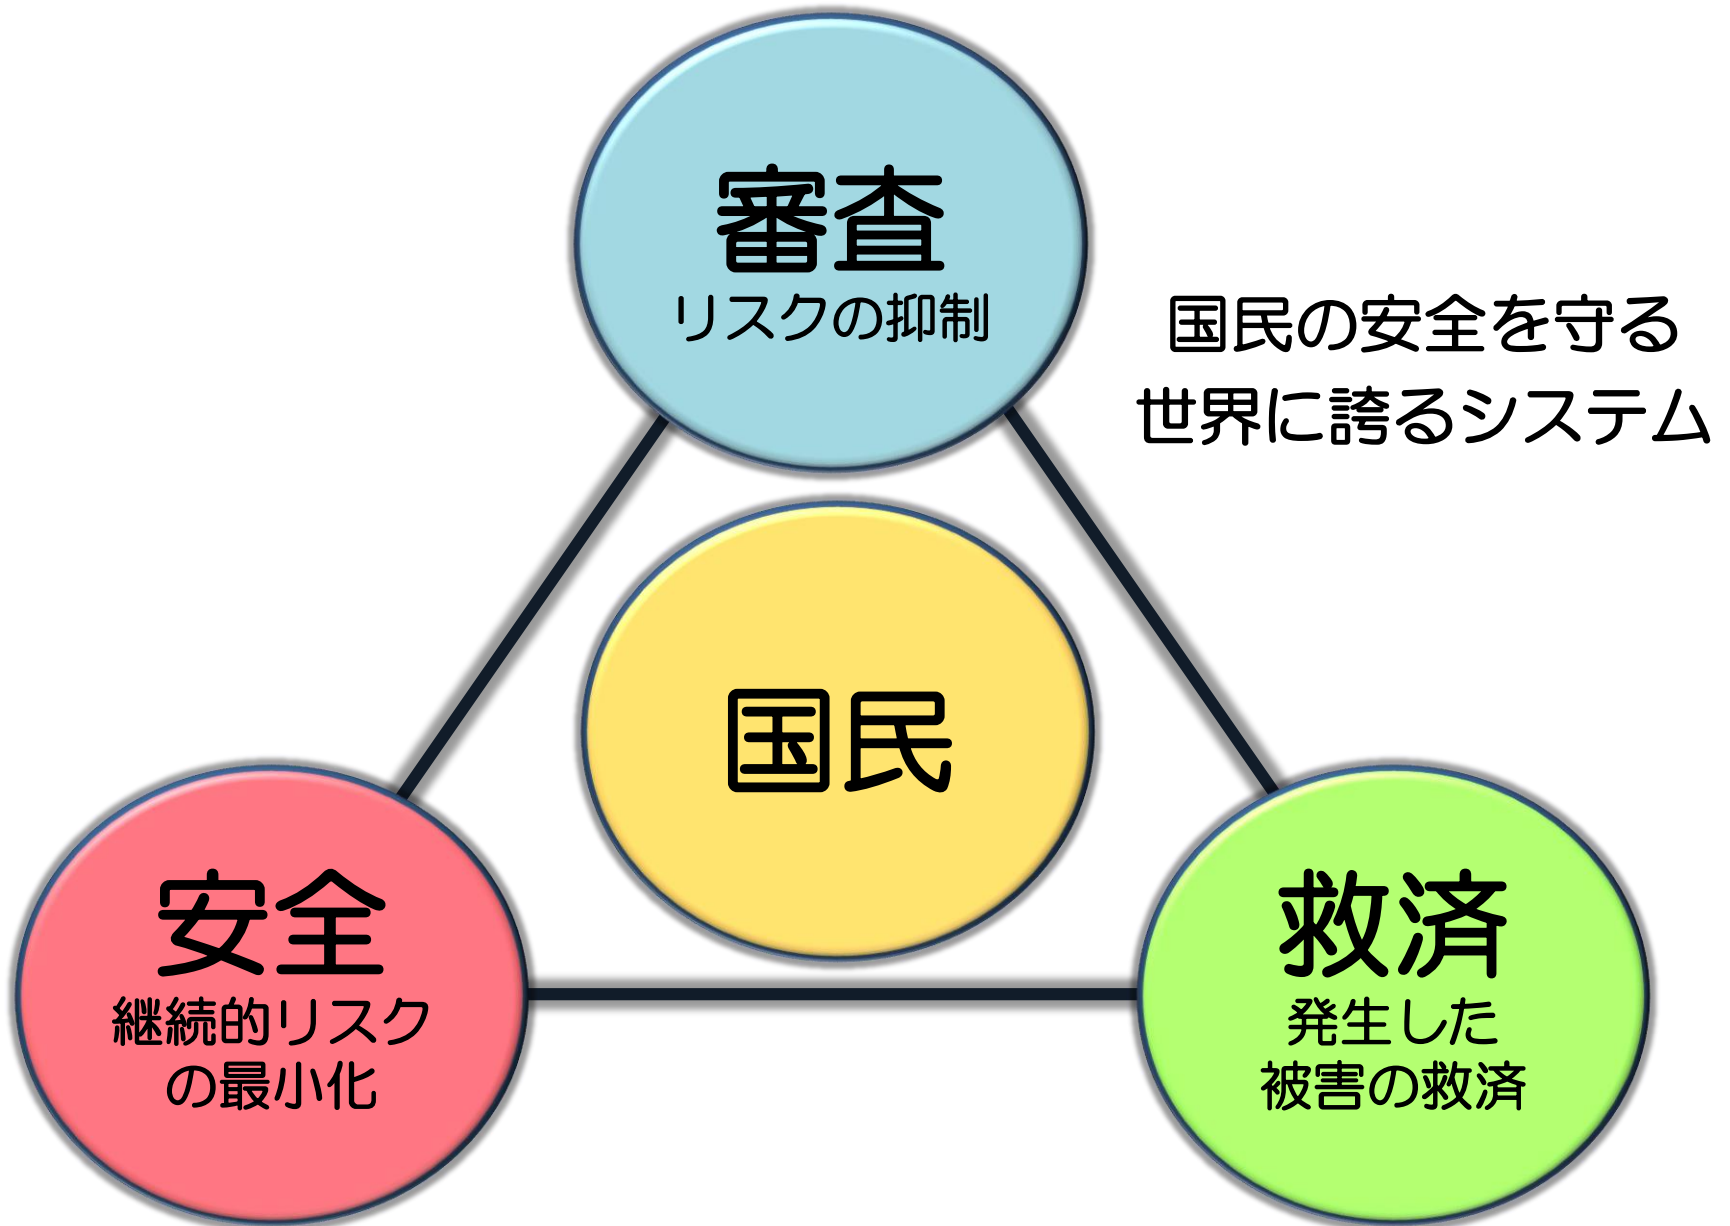 審査
リスクの抑制
国民の安全を守る
世界に誇るシステム
国民
安全
継続的リスク
の最小化
救済
発生した
被害の救済